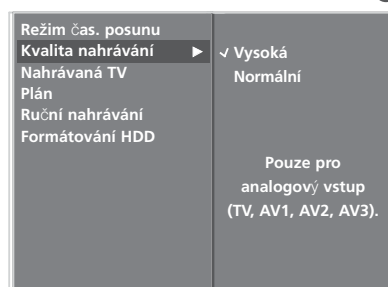 Režim čas. posunu
Kvalita nahrávání
Nahrávaná TV
Plán
Ruční nahrávání
Formátování HDD
Vysoká
Normální
Pouze pro
analogový vstup
(TV, AV1, AV2, AV3).